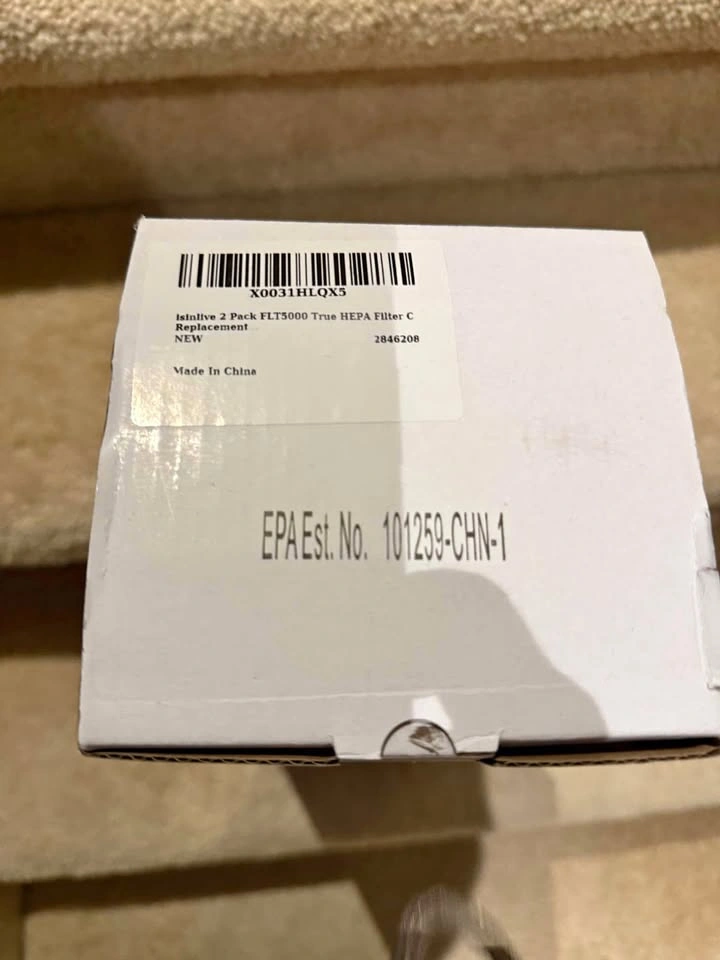 X0031HLQX5
isinlive 2 Pack FLT5000 True HEPA Filter C
Replacement
NEW 2846208
Made In China
EPA Est. No. 101259-CHN-1